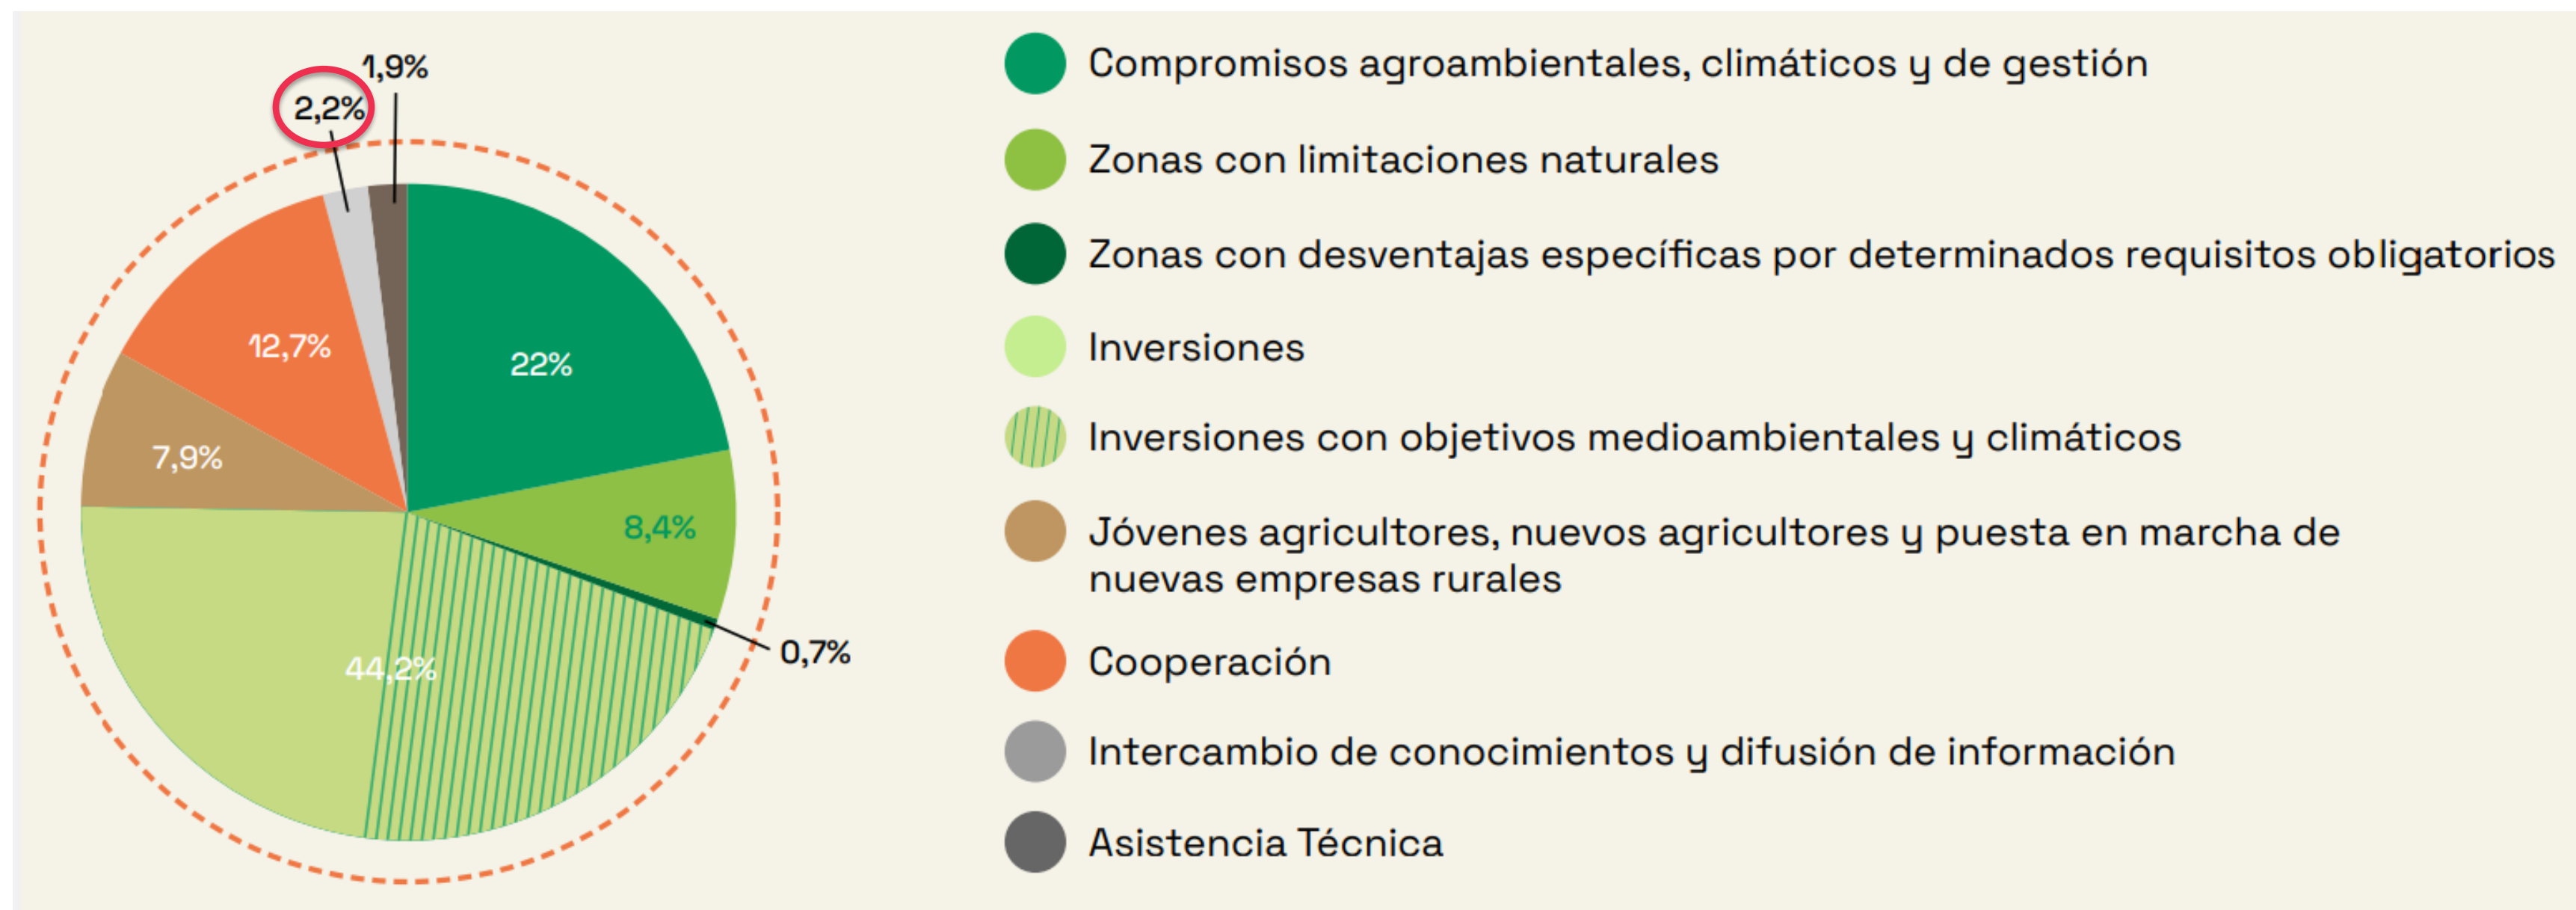 1,9%
2,2%
12,7%
22%
7,9%
8,4%
44,2%
0,7%
Compromisos agroambientales, climáticos y de gestión
Zonas con limitaciones naturales
Zonas con desventajas específicas por determinados requisitos obligatorios
Inversiones
Inversiones con objetivos medioambientales y climáticos
Jóvenes agricultores, nuevos agricultores y puesta en marcha de
nuevas empresas rurales
Cooperación
Intercambio de conocimientos y difusión de información
Asistencia Técnica